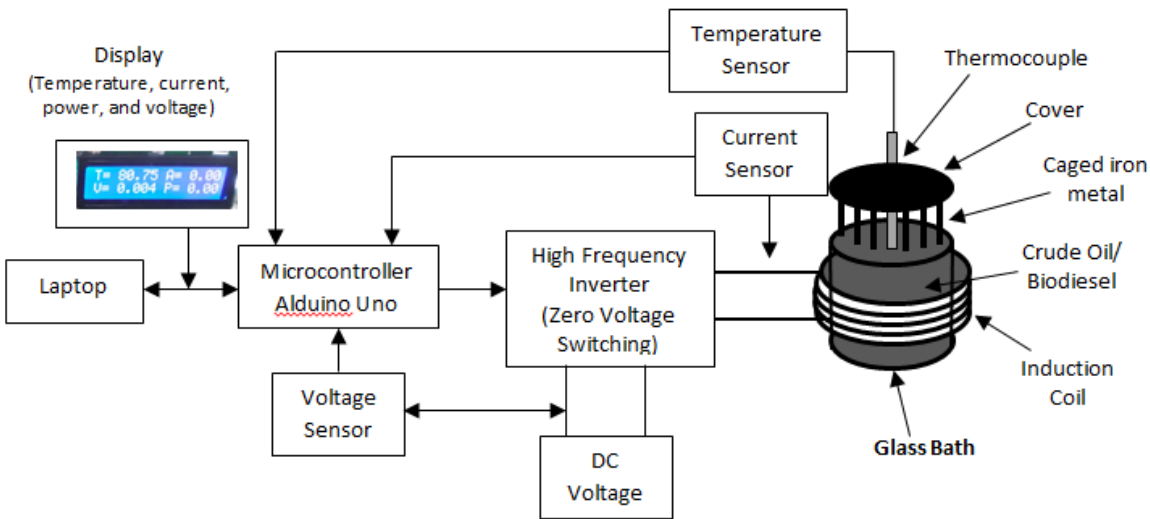 Display
(Temperature, current,
power, and voltage)
T= 80.75 A= 0.00
V= 0.004 P= 0.00
Temperature
Sensor
Thermocouple
Cover
Current
Sensor
Caged iron
metal
Laptop
Microcontroller
Alduino Uno
High Frequency
Inverter
(Zero Voltage
Switching)
Crude Oil/
Biodiesel
Induction
Coil
Voltage
Sensor
Glass Bath
DC
Voltage